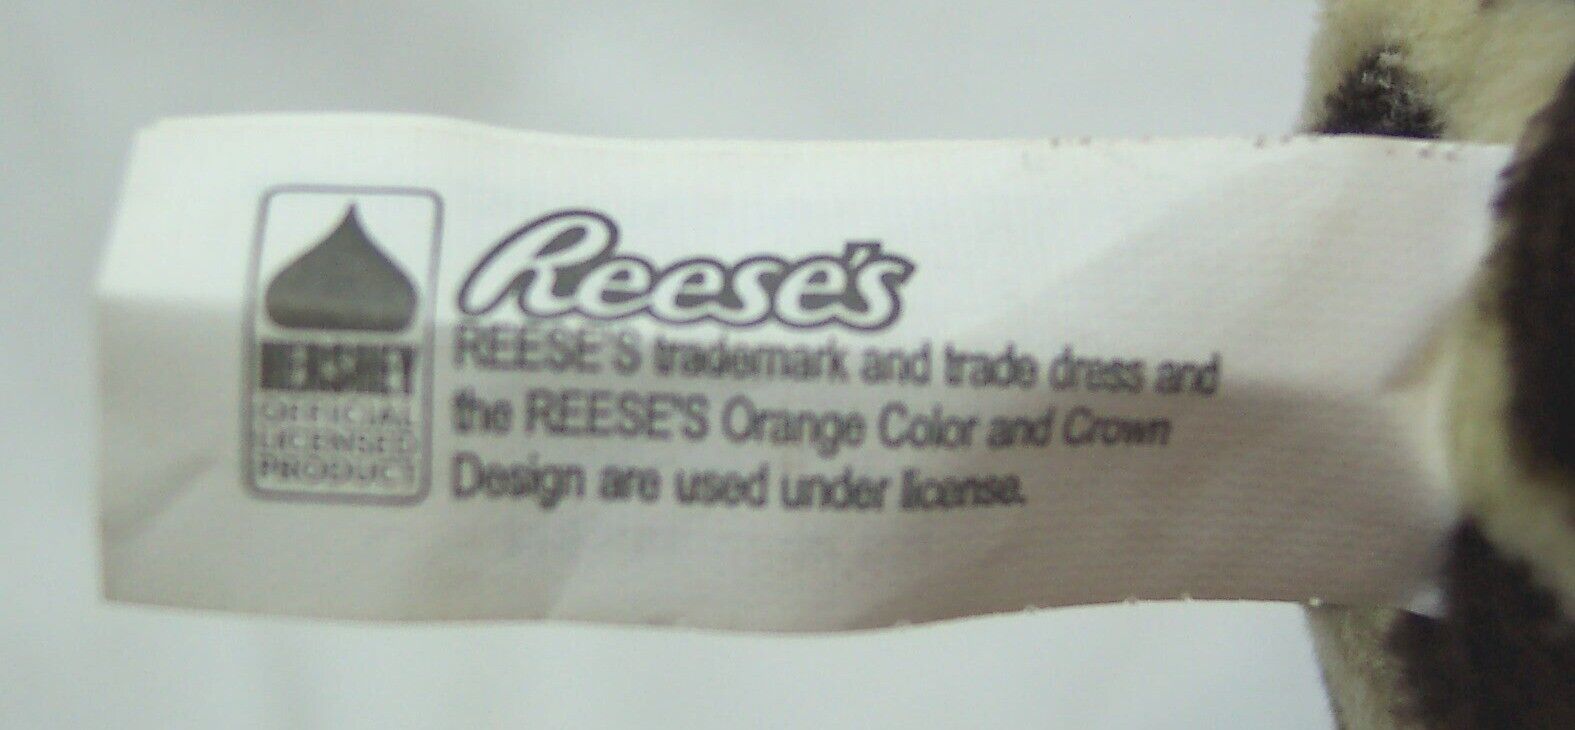 HERSHEY
OFFICIAL
LICENSED
PRODUCT
Reese's
REESE'S trademark and trade dress and
the REESE'S Orange Color and Crown
Design are used under license.